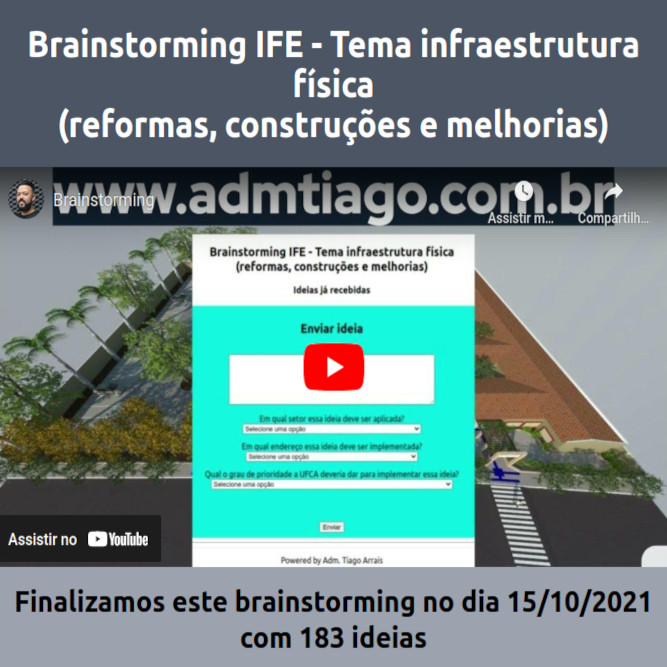 Brainstorming IFE - Tema infraestrutura
física
(reformas, construções e melhorias)
www.admtiago.com.br
Brainstorming
Assistir m...
Compartilh...
Brainstorming IFE - Tema infraestrutura física
(reformas, construções e melhorias)
Ideias já recebidas
Enviar ideia
Em qual setor essa ideia deve ser aplicada?
Selecione uma opção
Em qual endereço essa ideia deve ser implementada?
Selecione uma opção
Qual o grau de prioridade a UFCA deveria dar para implementar essa ideia?
Selecione uma opção
Enviar
Powered by Adm. Tiago Arrais
Assistir no YouTube
Finalizamos este brainstorming no dia 15/10/2021
com 183 ideias